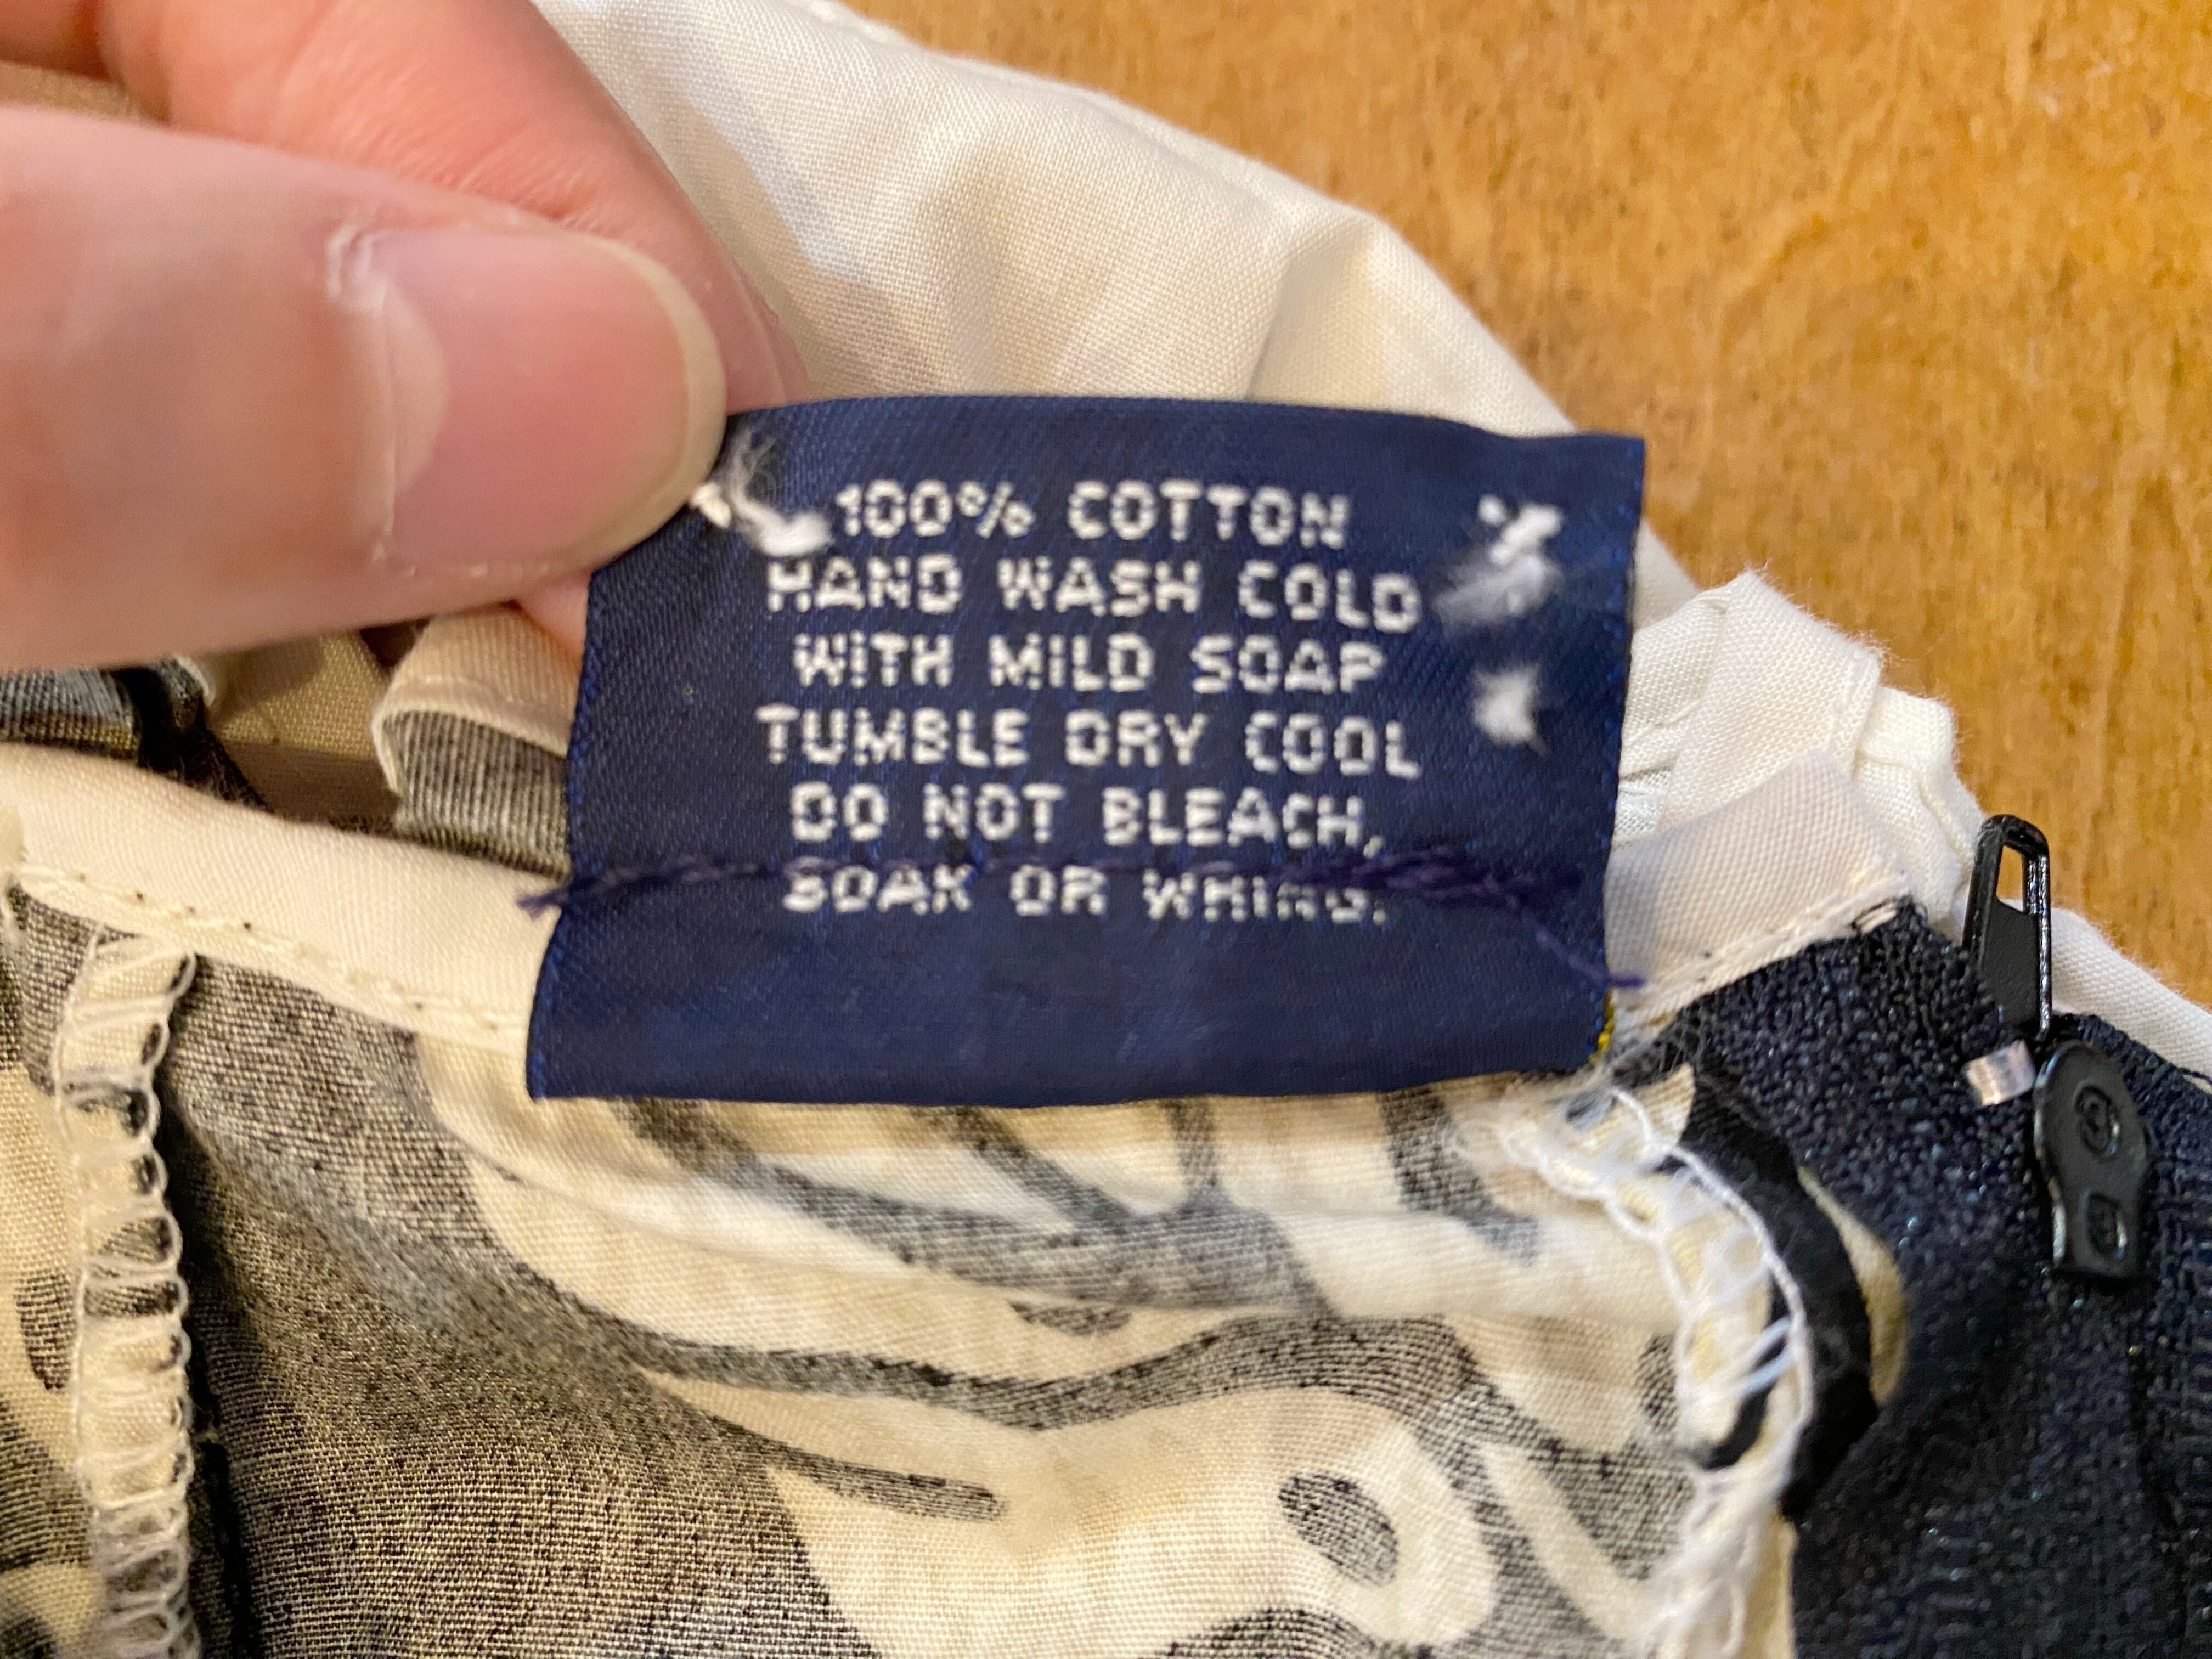 100% COTTON
HAND WASH COLD
WITH MILD SOAP
TUMBLE DRY COOL
DO NOT BLEACH,
SOAK OR WRING.